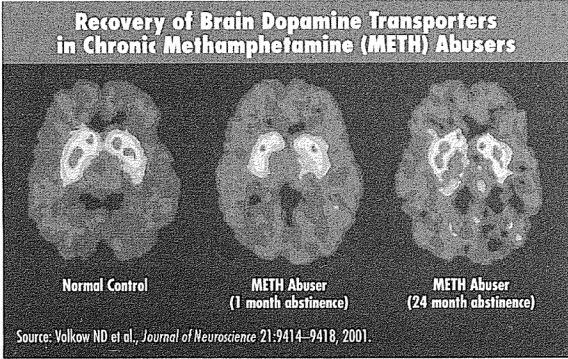 Recovery of Brain Dopamine Transporters
in Chronic Methamphetamine (METH) Abusers
Normal Control
METH Abuser
(1 month abstinence)
METH Abuser
(24 month abstinence)
Source: Volkow ND et al., Journal of Neuroscience 21:9414–9418, 2001.